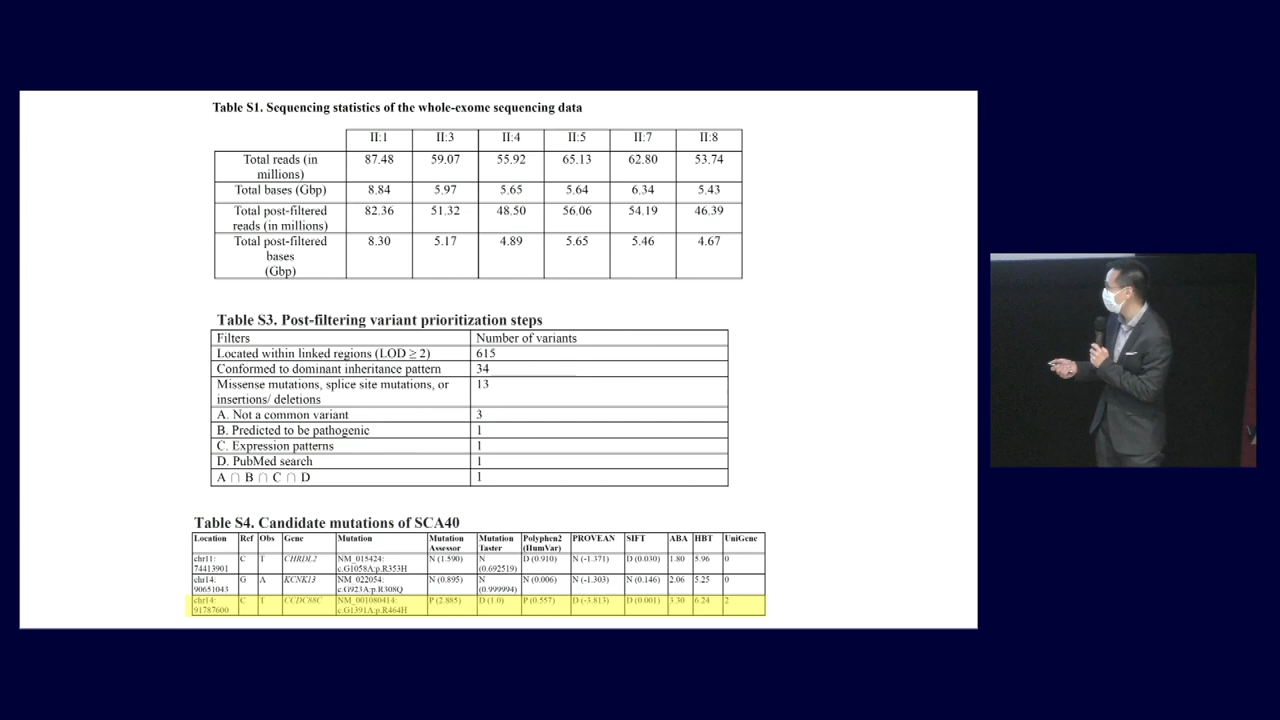 Table S1. Sequencing statistics of the whole-exome sequencing data
II:1 II:3 II:4 II:5 II:7 II:8
Total reads (in millions) 87.48 59.07 55.92 65.13 62.80 53.74
Total bases (Gbp) 8.84 5.97 5.65 5.64 6.34 5.43
Total post-filtered reads (in millions) 82.36 51.32 48.50 56.06 54.19 46.39
Total post-filtered bases (Gbp) 8.30 5.17 4.89 5.65 5.46 4.67
Table S3. Post-filtering variant prioritization steps
Filters Number of variants
Located within linked regions (LOD ≥ 2) 615
Conformed to dominant inheritance pattern 34
Missense mutations, splice site mutations, or insertions/ deletions 13
A. Not a common variant 3
B. Predicted to be pathogenic 1
C. Expression patterns 1
D. PubMed search 1
A ∩ B ∩ C ∩ D 1
Table S4. Candidate mutations of SCA40
Location Ref Obs Gene Mutation Mutation Assessor Mutation Taster Polyphen2 (HumVar) PROVEAN SIFT ABA HBT UniGene
chr11: 74413901 C T CHRDL2 NM_015424: c.G1058A:p.R353H N (1.590) N (0.692519) D (0.910) N (-1.371) D (0.030) 1.80 5.96 0
chr14: 90651043 G A KCNK13 NM_022054: c.G923A:p.R308Q N (0.895) N (0.999994) N (0.006) N (-1.303) N (0.146) 2.06 5.25 0
chr14: 91787600 C T CCDC88C NM_001080414: c.G1391A:p.R464H P (2.885) D (1.0) P (0.557) D (-3.813) D (0.001) 3.30 6.24 2